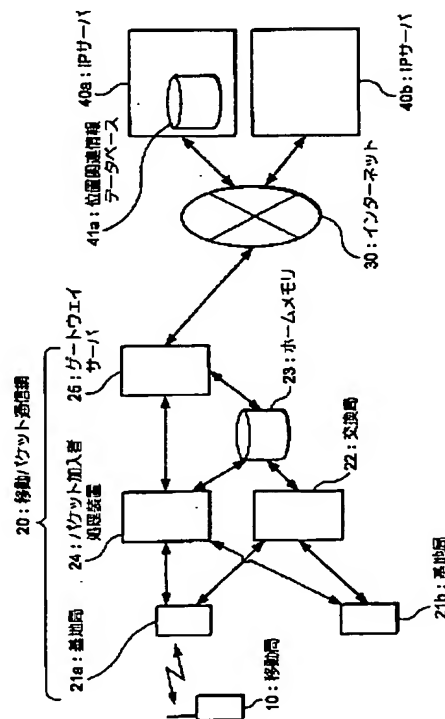 20：移動パケット通信網
10：移動局
21a：基地局
21b：基地局
24：パケット加入者
処理装置
22：交換局
23：ホームメモリ
26：ゲートウェイ
サーバ
30：インターネット
41a：位置関連情報
データベース
40a：IPサーバ
40b：IPサーバ